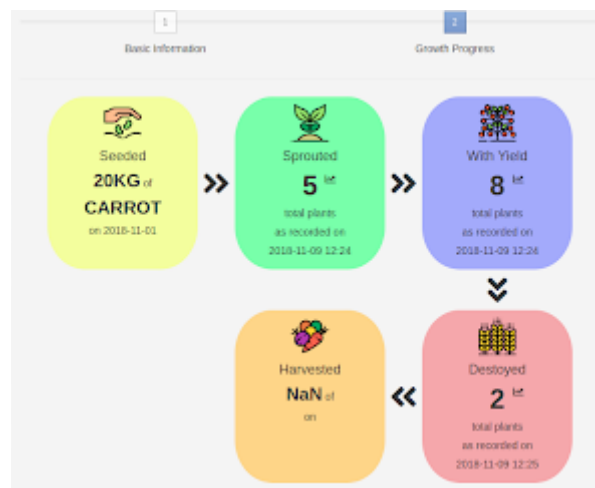 1
2
Basic Information
Growth Progress
Seeded
20KG of
CARROT
on 2018-11-01
Sprouted
5
total plants
as recorded on
2018-11-09 12:24
With Yield
8
total plants
as recorded on
2018-11-09 12:24
Harvested
NaN of
on
Destoyed
2
total plants
as recorded on
2018-11-09 12:25